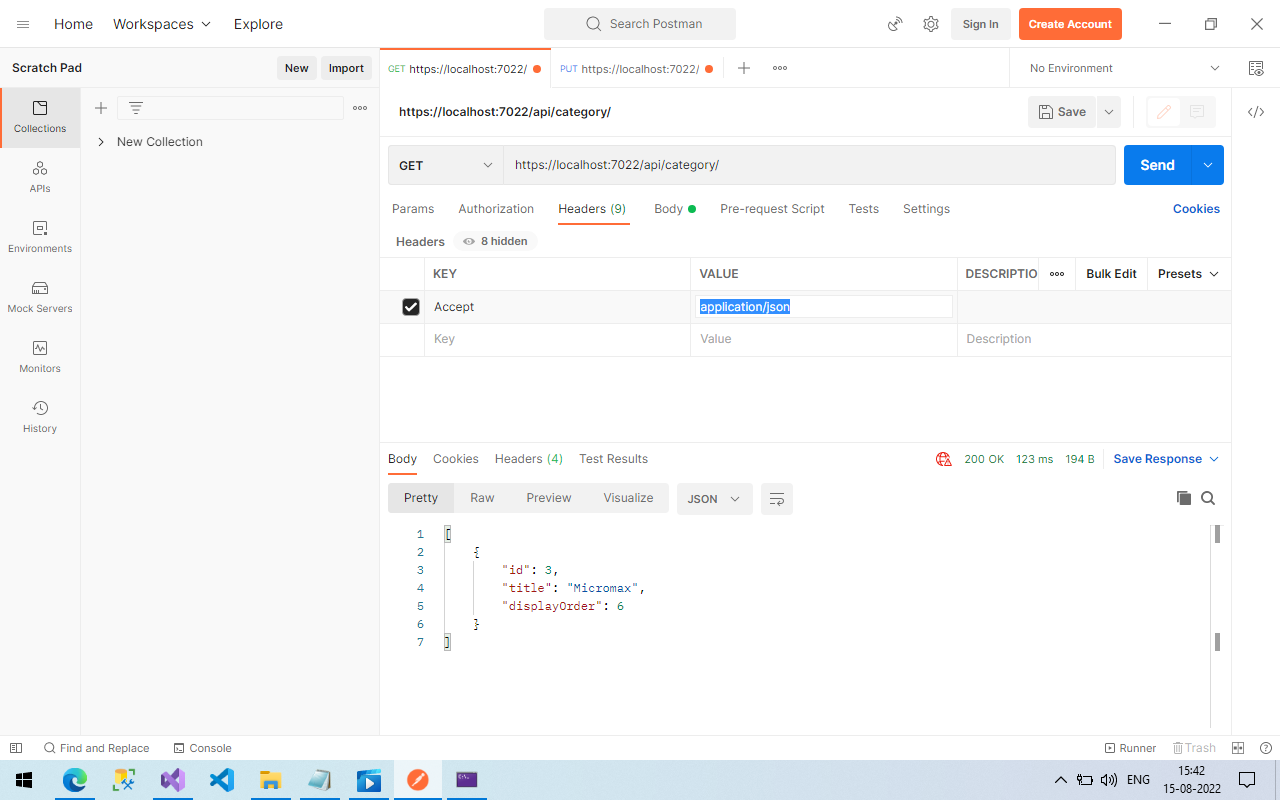 Home Workspaces Explore Search Postman Sign In Create Account
Scratch Pad New Import GET https://localhost:7022/ PUT https://localhost:7022/ No Environment
Collections
APIs
Environments
Mock Servers
Monitors
History
New Collection
https://localhost:7022/api/category/ Save
GET https://localhost:7022/api/category/ Send
Params Authorization Headers (9) Body Pre-request Script Tests Settings Cookies
Headers 8 hidden
KEY VALUE DESCRIPTIO Bulk Edit Presets
Accept application/json
Key Value Description
Body Cookies Headers (4) Test Results 200 OK 123 ms 194 B Save Response
Pretty Raw Preview Visualize JSON
1 [
2 {
3 "id": 3,
4 "title": "Micromax",
5 "displayOrder": 6
6 }
7 ]
Find and Replace Console Runner Trash
ENG 15:42
15-08-2022